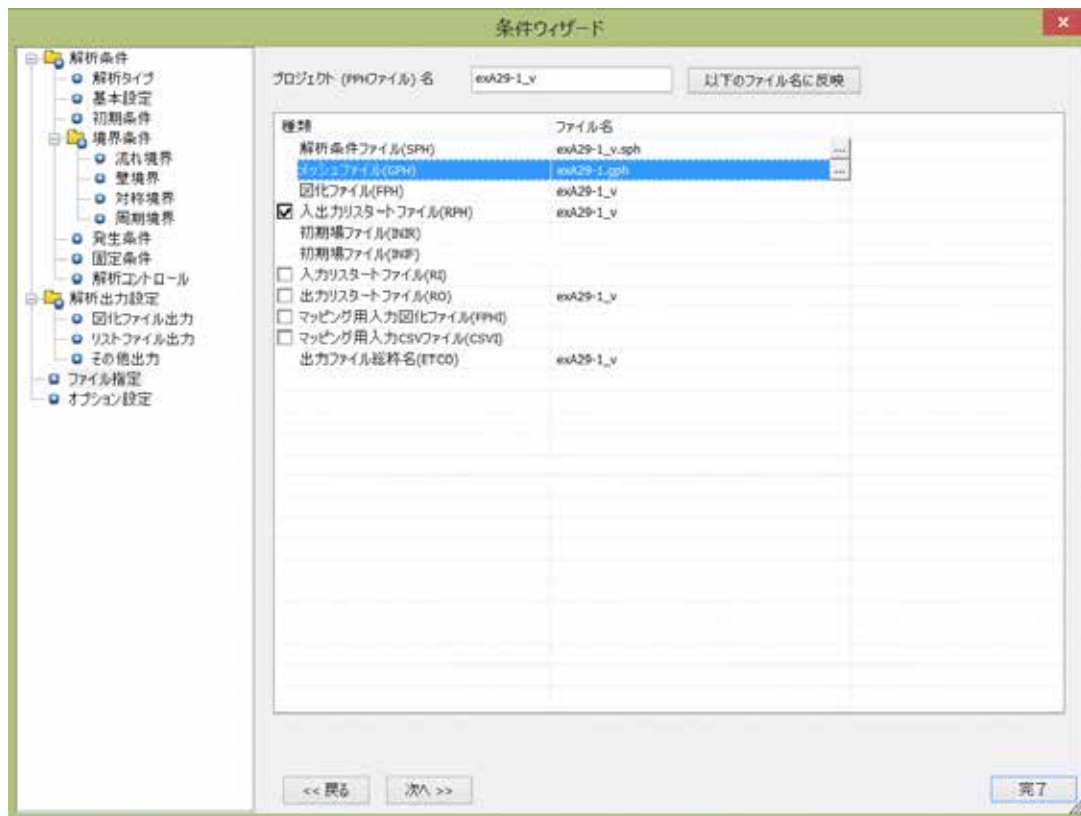 条件ウィザード
解析条件
解析タイプ
基本設定
初期条件
境界条件
流れ境界
壁境界
対称境界
周期境界
発生条件
固定条件
解析コントロール
解析出力設定
図化ファイル出力
リストファイル出力
その他出力
ファイル指定
オプション設定
プロジェクト (PPHファイル) 名 exA29-1_v 以下のファイル名に反映
種類 ファイル名
解析条件ファイル(SPH) exA29-1_v.sph ...
メッシュファイル(GPH) exA29-1.gph ...
図化ファイル(FPH) exA29-1_v
入出力リスタートファイル(RPH) exA29-1_v
初期場ファイル(INIR)
初期場ファイル(INIF)
入力リスタートファイル(RI)
出力リスタートファイル(RO) exA29-1_v
マッピング用入力図化ファイル(FPHI)
マッピング用入力CSVファイル(CSVI)
出力ファイル総称名(ETCO) exA29-1_v
<< 戻る 次へ >> 完了